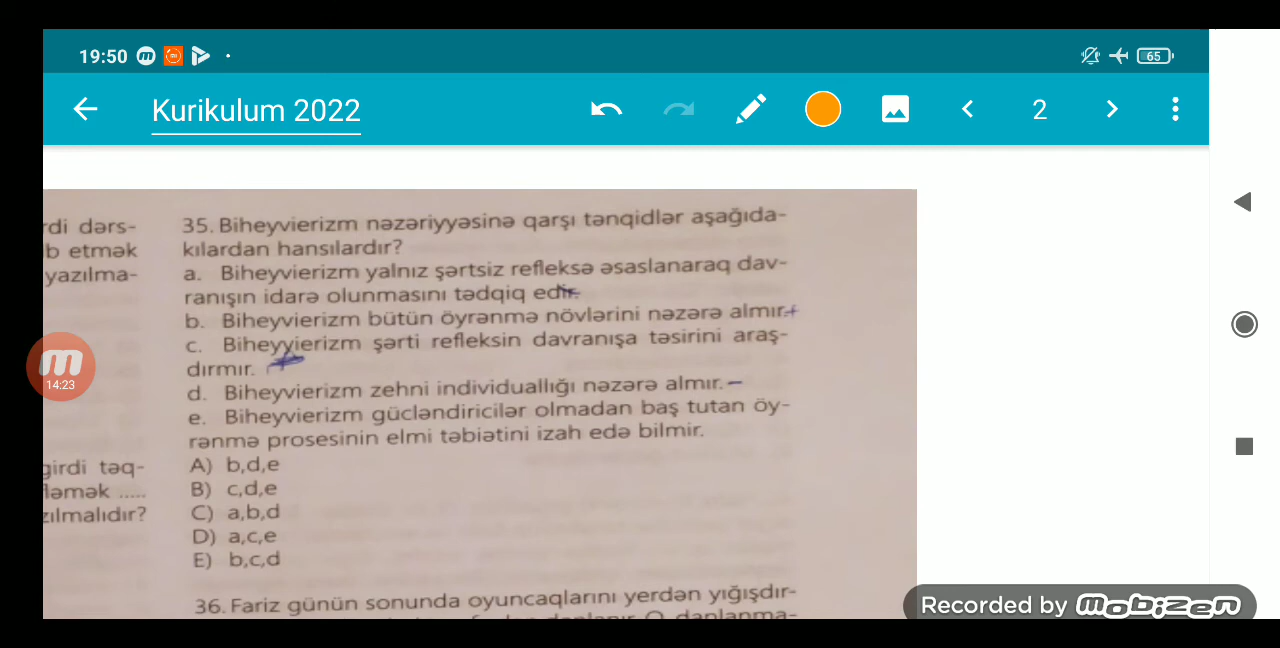 19:50
65
Kurikulum 2022
2
rdi dərs-
b etmək
yazılma-
35. Biheyvierizm nəzəriyyəsinə qarşı tənqidlər aşağıda-
kılardan hansılardır?
a. Biheyvierizm yalnız şərtsiz refleksə əsaslanaraq dav-
ranışın idarə olunmasını tədqiq edir.
b. Biheyvierizm bütün öyrənmə növlərini nəzərə almır.+
c. Biheyvierizm şərti refleksin davranışa təsirini araş-
dırmır.
d. Biheyvierizm zehni individuallığı nəzərə almır. –
e. Biheyvierizm gücləndiricilər olmadan baş tutan öy-
rənmə prosesinin elmi təbiətini izah edə bilmir.
A) b,d,e
B) c,d,e
C) a,b,d
D) a,c,e
E) b,c,d
girdi təq-
ləmək .....
zılmalıdır?
14:23
36. Fariz günün sonunda oyuncaqlarını yerdən yığışdır-
Recorded by mobizen